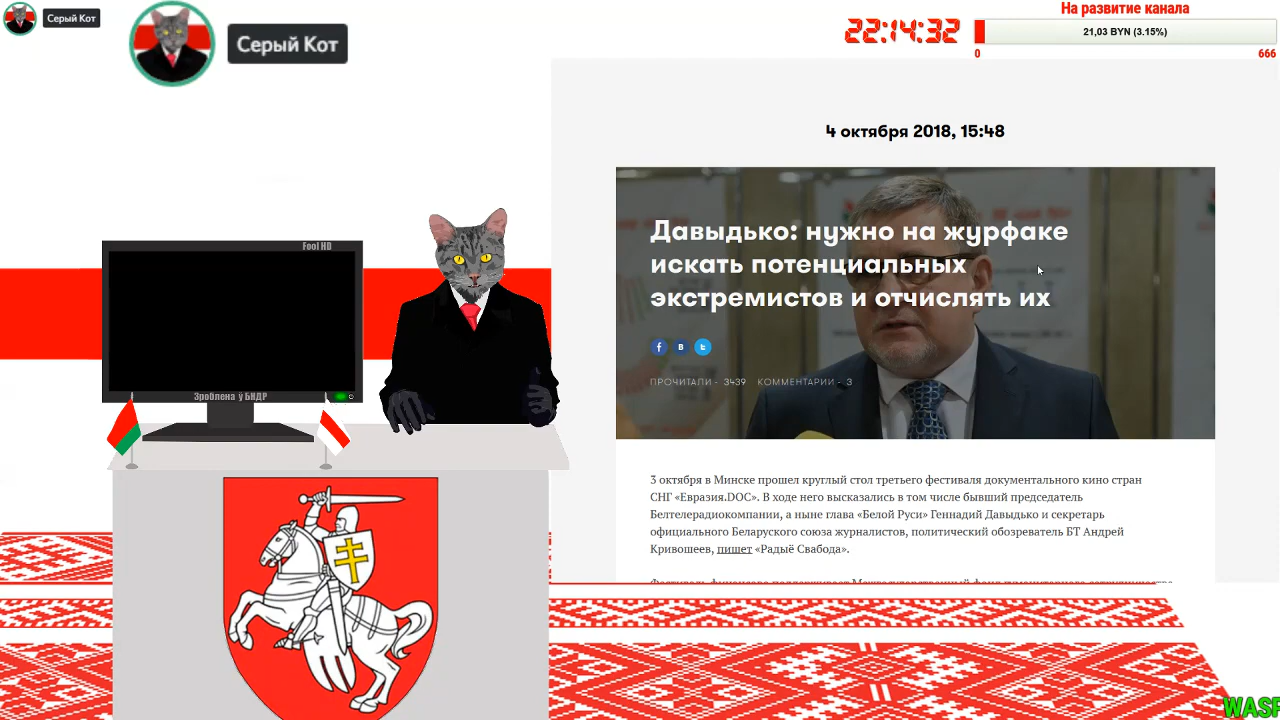 Серый Кот
Серый Кот
22:14:32
На развитие канала
21,03 BYN (3.15%)
0
666
4 октября 2018, 15:48
Давыдько: нужно на журфаке
искать потенциальных
экстремистов и отчислять их
ПРОЧИТАЛИ - 3439 КОММЕНТАРИИ - 3
3 октября в Минске прошел круглый стол третьего фестиваля документального кино стран
СНГ «Евразия.DOC». В ходе него высказались в том числе бывший председатель
Белтелерадиокомпании, а ныне глава «Белой Руси» Геннадий Давыдько и секретарь
официального Беларуского союза журналистов, политический обозреватель БТ Андрей
Кривошеев, пишет «Радыё Свабода».
Fool HD
Зроблена ў БНДР